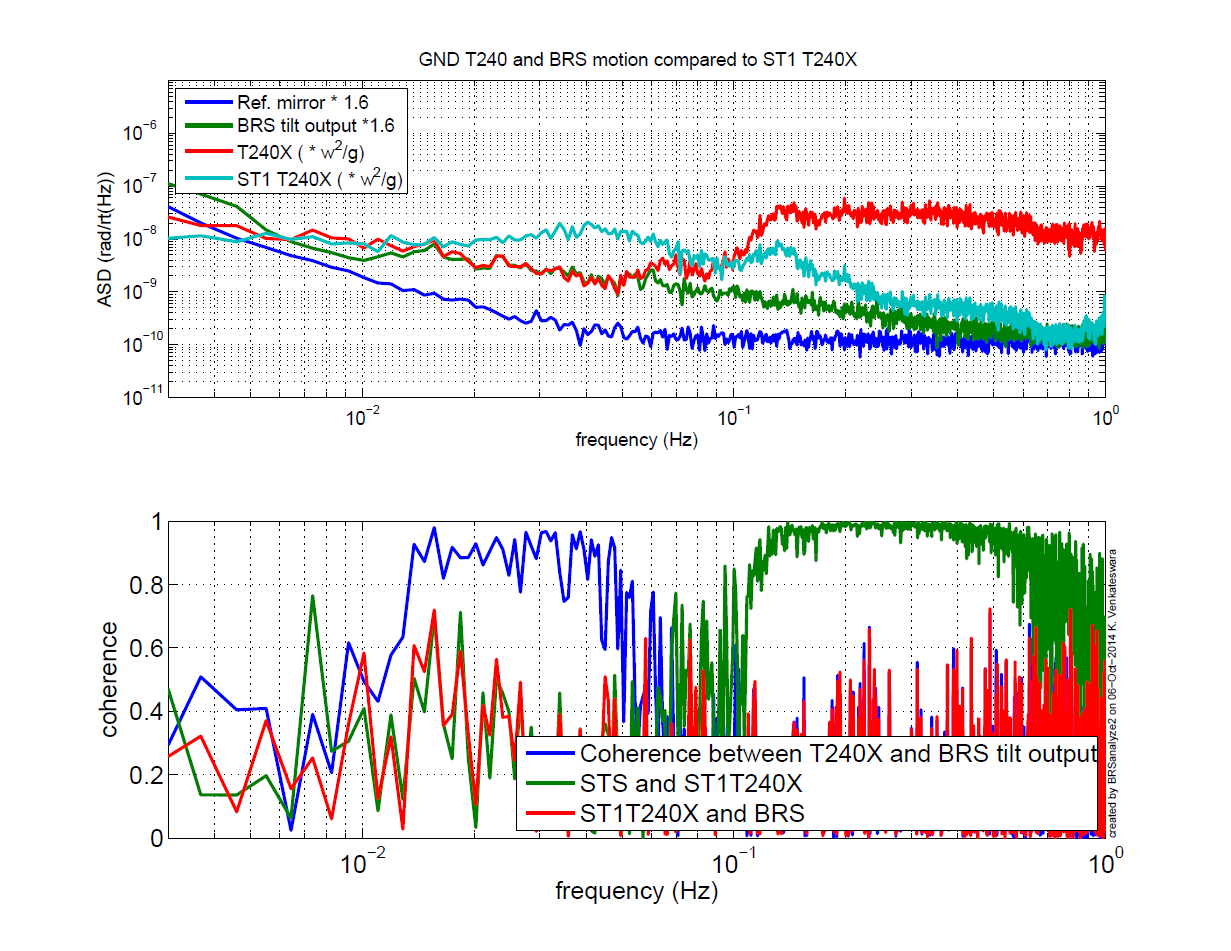 GND T240 and BRS motion compared to ST1 T240X
Ref. mirror * 1.6
BRS tilt output *1.6
T240X ( * w²/g)
ST1 T240X ( * w²/g)
ASD (rad/rt(Hz))
10⁻⁶
10⁻⁷
10⁻⁸
10⁻⁹
10⁻¹⁰
10⁻¹¹
10⁻² 10⁻¹ 10⁰
frequency (Hz)
coherence
1
0.8
0.6
0.4
0.2
0
Coherence between T240X and BRS tilt output
STS and ST1T240X
ST1T240X and BRS
10⁻² 10⁻¹ 10⁰
frequency (Hz)
created by BRSanalyze2 on 06-Oct-2014 K. Venkateswara